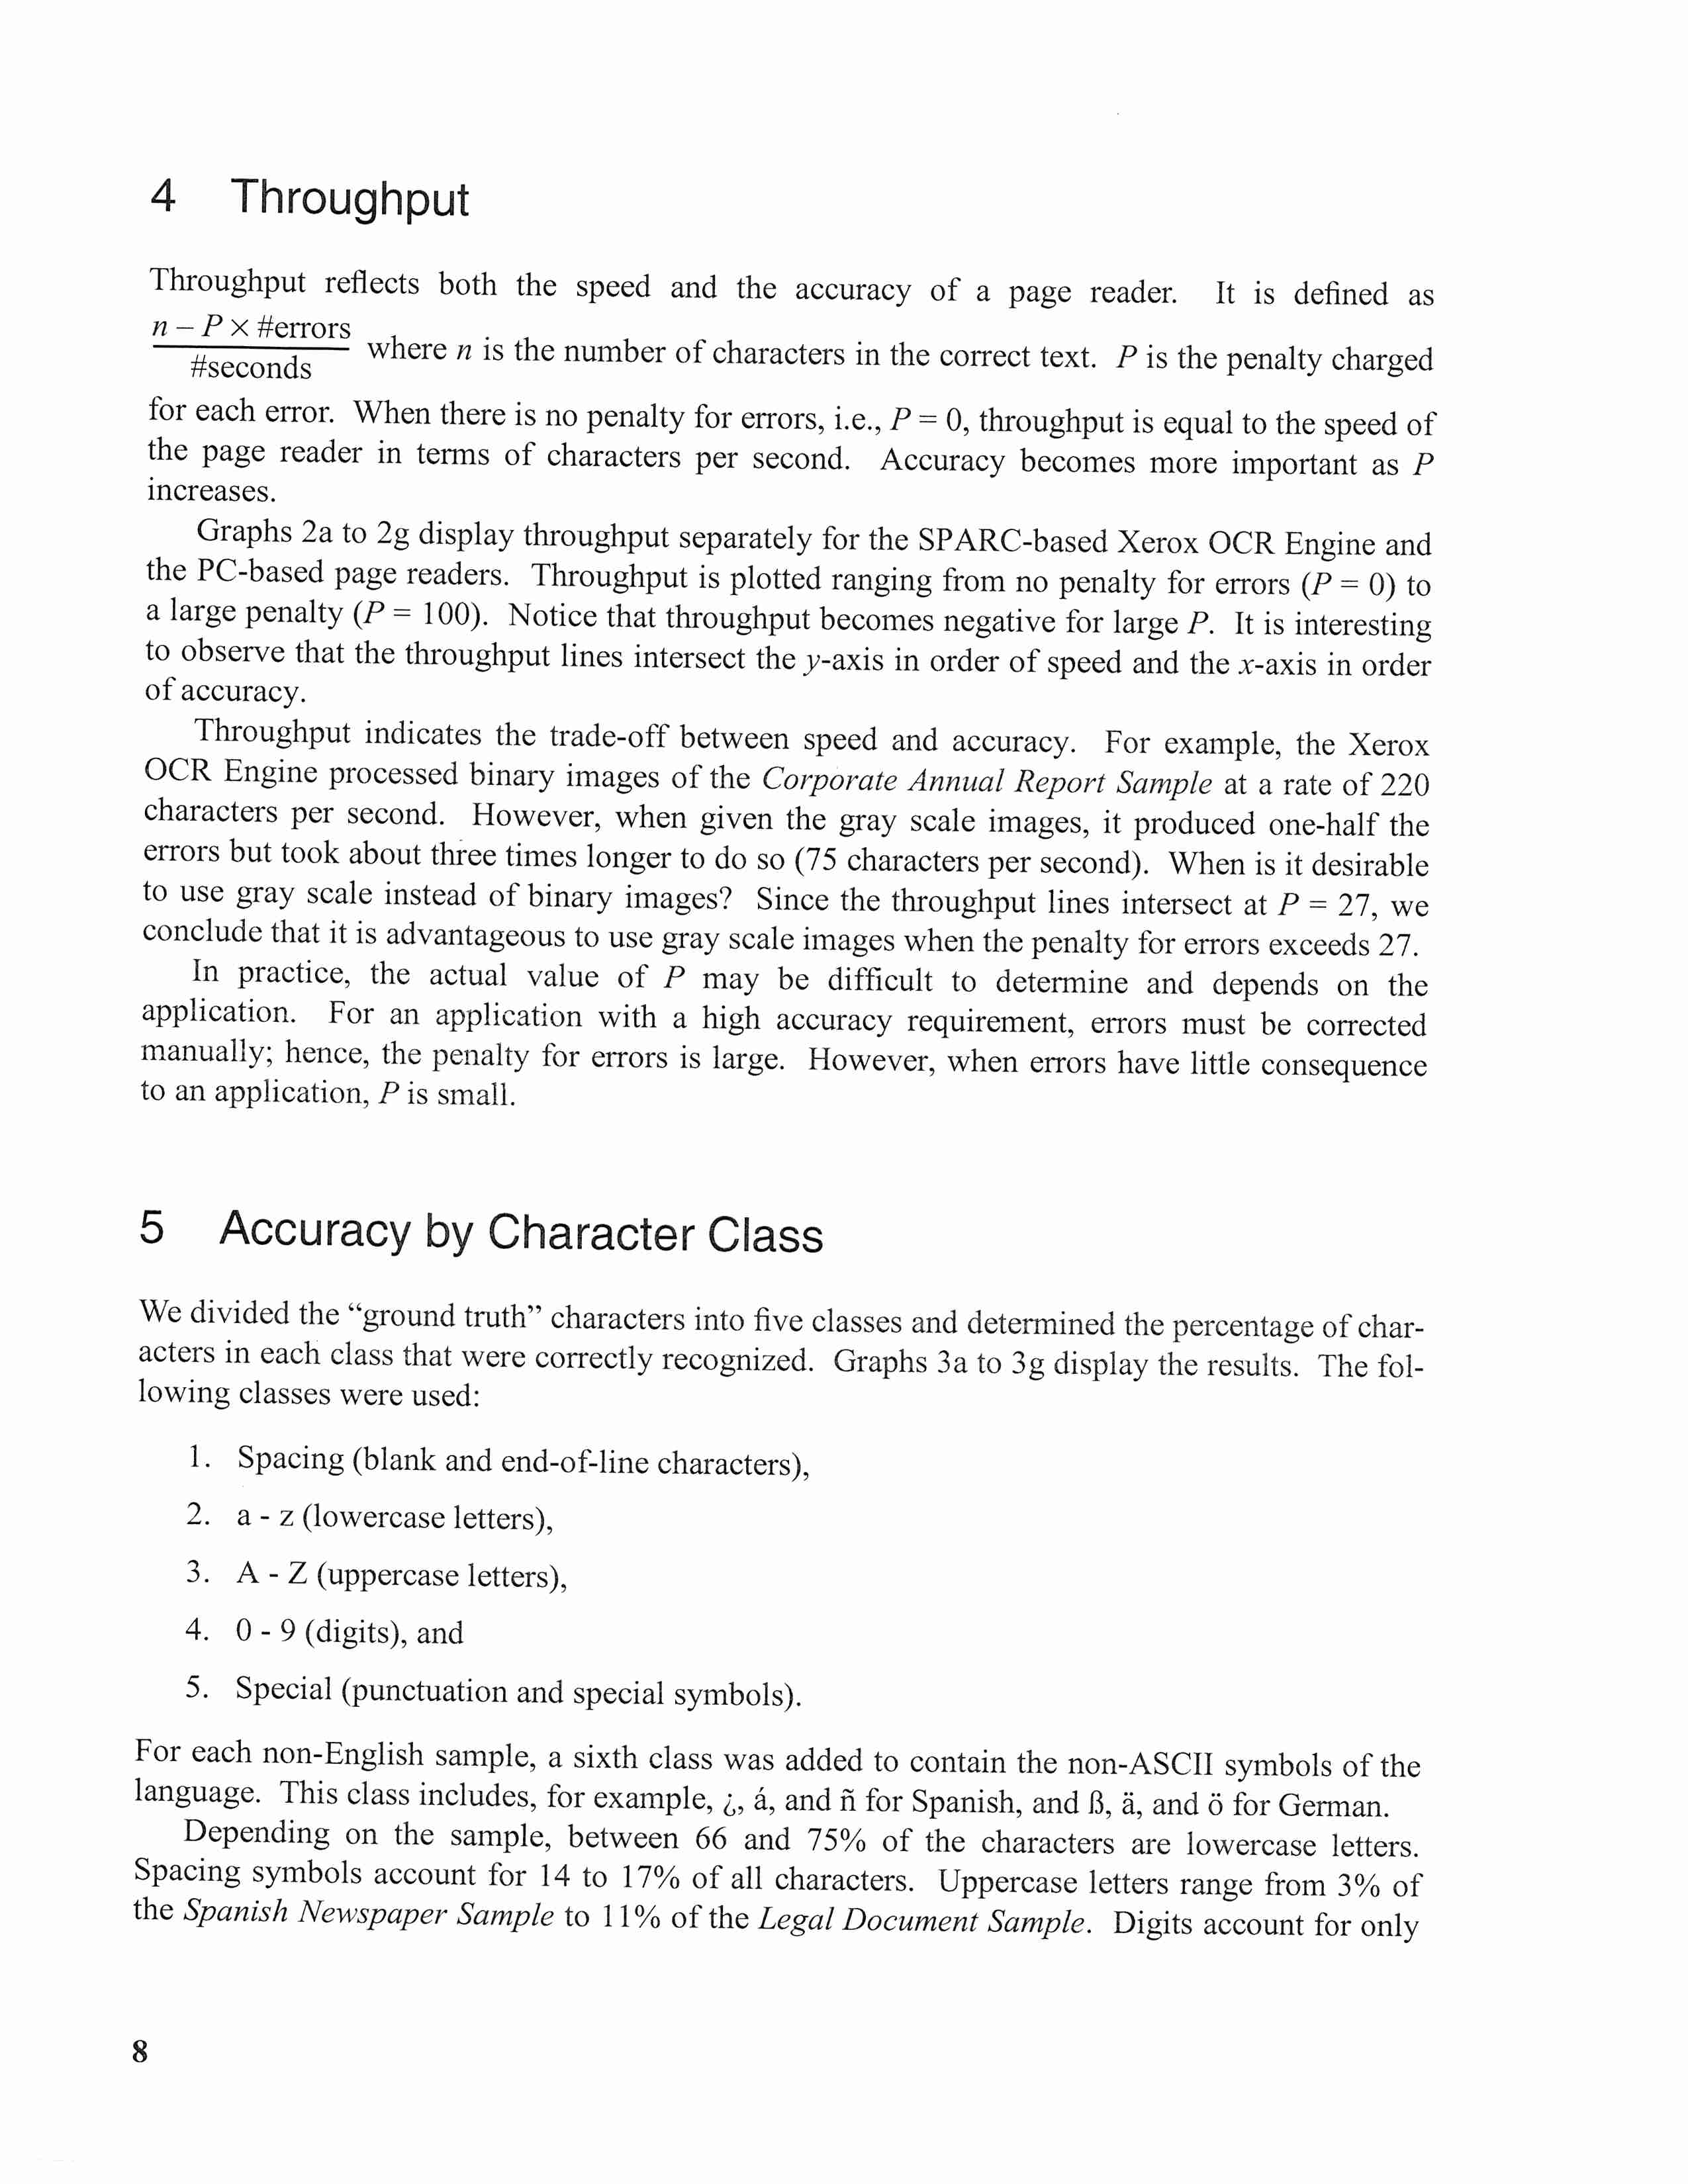 4 Throughput
Throughput reflects both the speed and the accuracy of a page reader. It is defined as
n – P × #errors
#seconds
where n is the number of characters in the correct text. P is the penalty charged
for each error. When there is no penalty for errors, i.e., P = 0, throughput is equal to the speed of
the page reader in terms of characters per second. Accuracy becomes more important as P
increases.
Graphs 2a to 2g display throughput separately for the SPARC-based Xerox OCR Engine and
the PC-based page readers. Throughput is plotted ranging from no penalty for errors (P = 0) to
a large penalty (P = 100). Notice that throughput becomes negative for large P. It is interesting
to observe that the throughput lines intersect the y-axis in order of speed and the x-axis in order
of accuracy.
Throughput indicates the trade-off between speed and accuracy. For example, the Xerox
OCR Engine processed binary images of the Corporate Annual Report Sample at a rate of 220
characters per second. However, when given the gray scale images, it produced one-half the
errors but took about three times longer to do so (75 characters per second). When is it desirable
to use gray scale instead of binary images? Since the throughput lines intersect at P = 27, we
conclude that it is advantageous to use gray scale images when the penalty for errors exceeds 27.
In practice, the actual value of P may be difficult to determine and depends on the
application. For an application with a high accuracy requirement, errors must be corrected
manually; hence, the penalty for errors is large. However, when errors have little consequence
to an application, P is small.
5 Accuracy by Character Class
We divided the “ground truth” characters into five classes and determined the percentage of char-
acters in each class that were correctly recognized. Graphs 3a to 3g display the results. The fol-
lowing classes were used:
1. Spacing (blank and end-of-line characters),
2. a - z (lowercase letters),
3. A - Z (uppercase letters),
4. 0 - 9 (digits), and
5. Special (punctuation and special symbols).
For each non-English sample, a sixth class was added to contain the non-ASCII symbols of the
language. This class includes, for example, ¿, á, and ñ for Spanish, and ß, ä, and ö for German.
Depending on the sample, between 66 and 75% of the characters are lowercase letters.
Spacing symbols account for 14 to 17% of all characters. Uppercase letters range from 3% of
the Spanish Newspaper Sample to 11% of the Legal Document Sample. Digits account for only
8